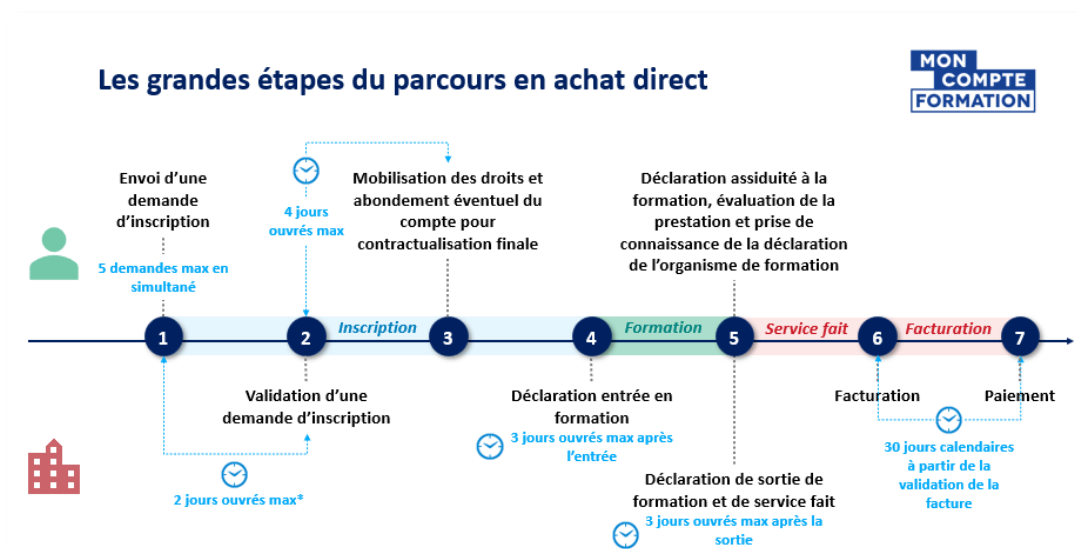 Les grandes étapes du parcours en achat direct
MON
COMPTE
FORMATION
Envoi d’une
demande
d’inscription
5 demandes max en
simultané
4 jours
ouvrés max
Mobilisation des droits et
abondement éventuel du
compte pour
contractualisation finale
Déclaration assiduité à la
formation, évaluation de la
prestation et prise de
connaissance de la déclaration
de l’organisme de formation
Inscription
Formation
Service fait
Facturation
1
2
3
4
5
6
7
Validation d’une
demande d’inscription
2 jours ouvrés max*
Déclaration entrée en
formation
3 jours ouvrés max après
l’entrée
Déclaration de sortie de
formation et de service fait
3 jours ouvrés max après la
sortie
Facturation
Paiement
30 jours calendaires
à partir de la
validation de la
facture